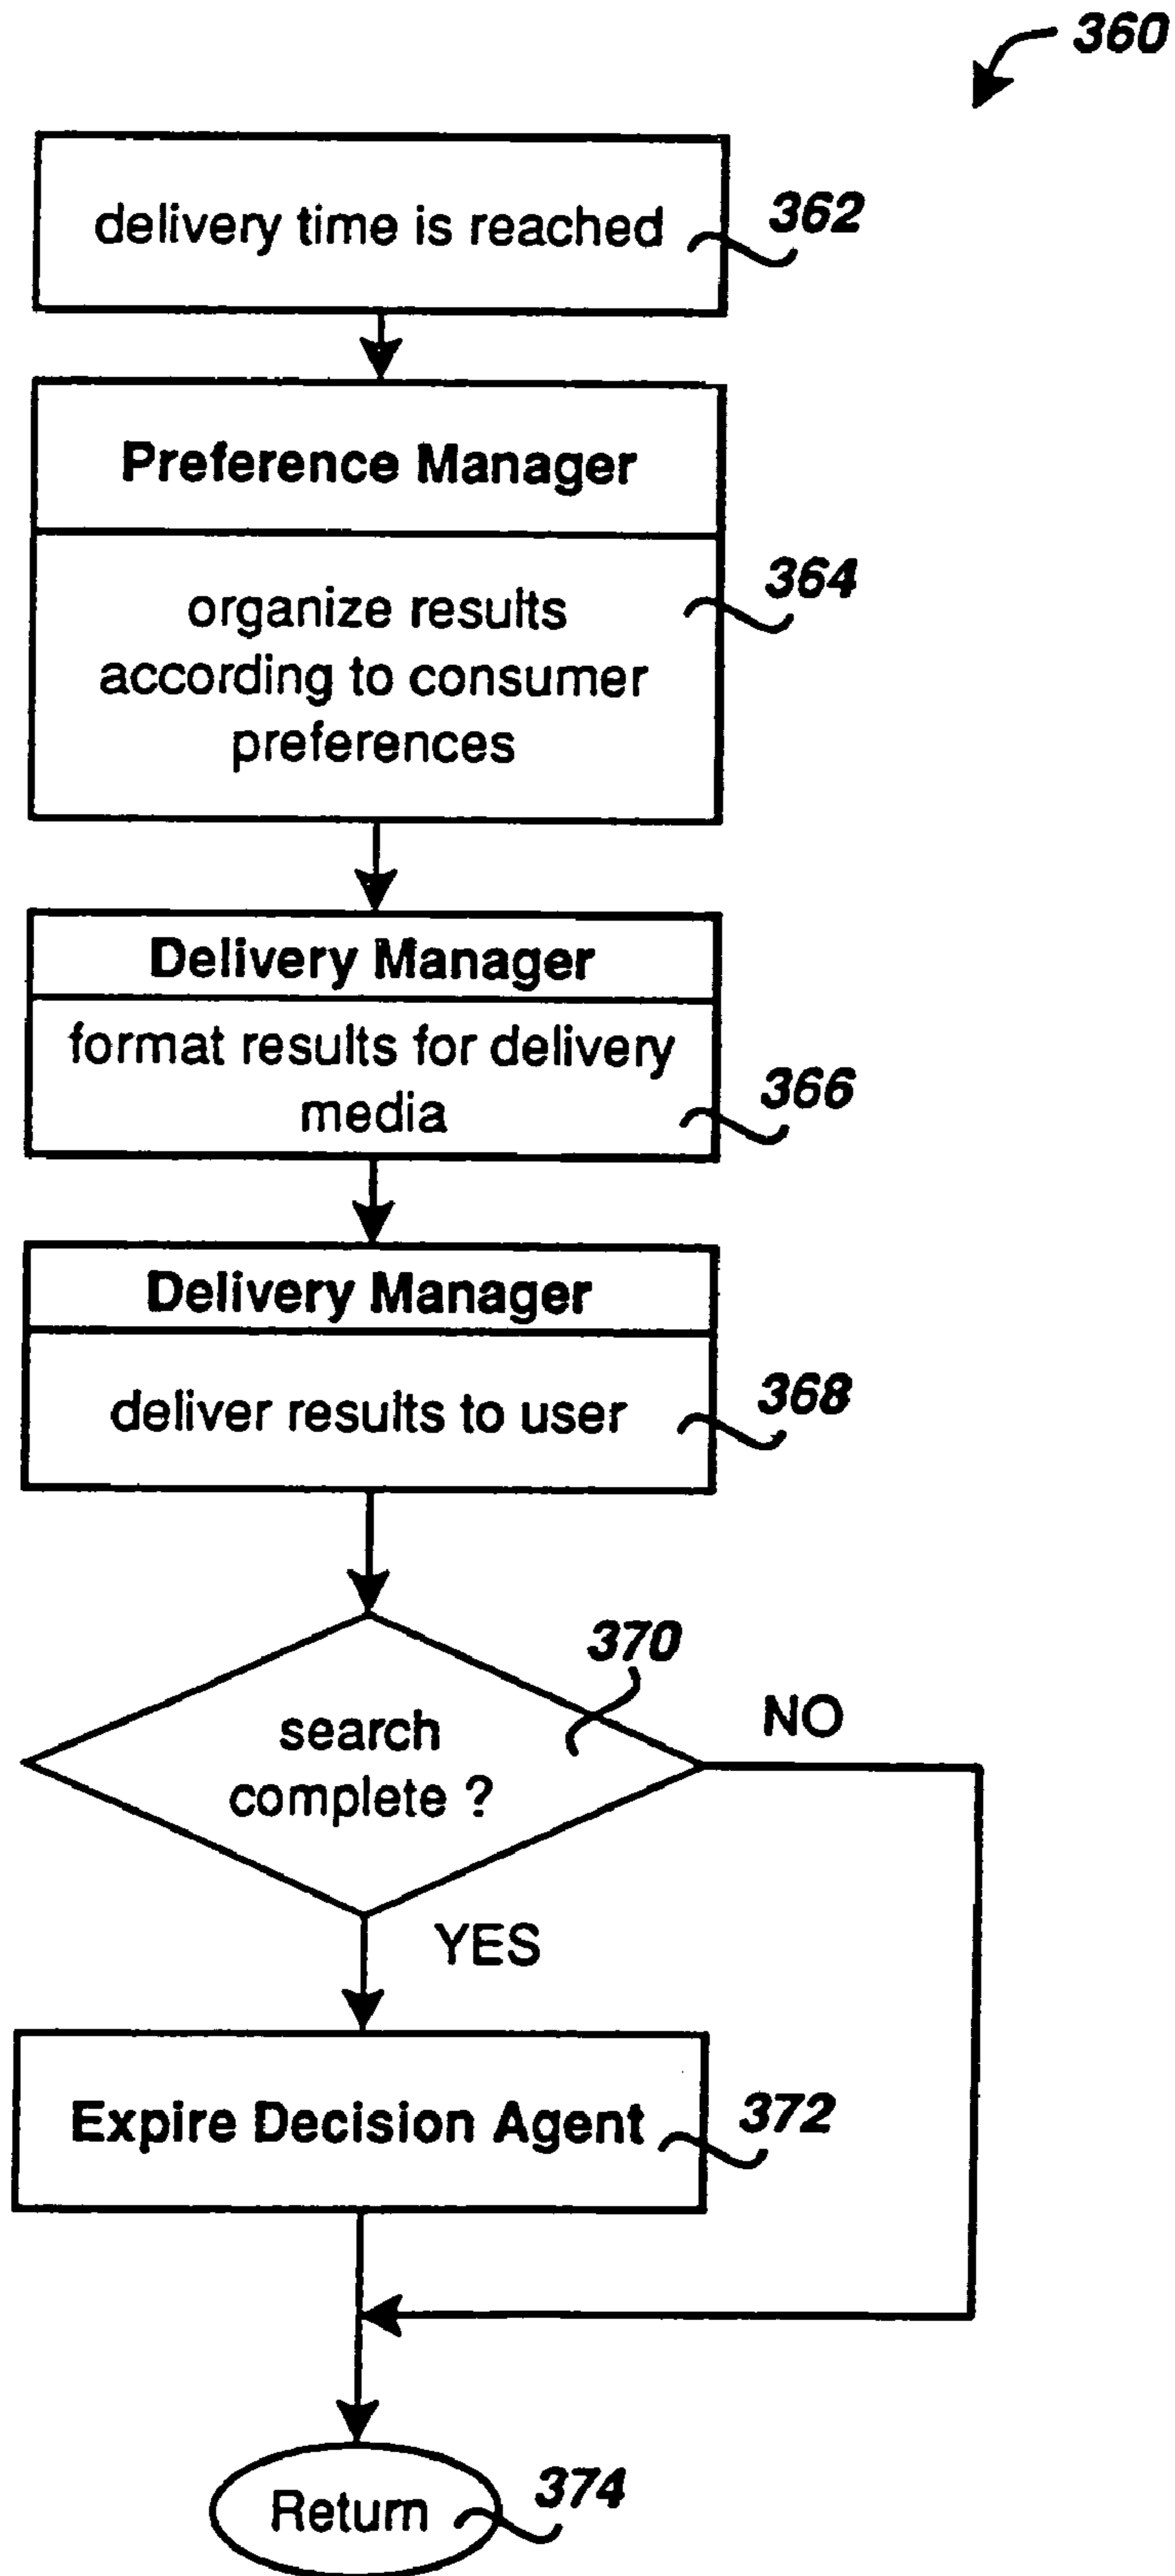 360
delivery time is reached
362
Preference Manager
organize results
according to consumer
preferences
364
Delivery Manager
format results for delivery
media
366
Delivery Manager
deliver results to user
368
search
complete ?
370
NO
YES
Expire Decision Agent
372
Return
374